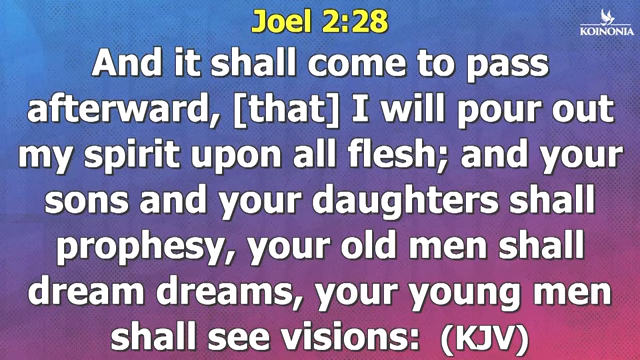 Joel 2:28
KOINONIA
And it shall come to pass
afterward, [that] I will pour out
my spirit upon all flesh; and your
sons and your daughters shall
prophesy, your old men shall
dream dreams, your young men
shall see visions: (KJV)